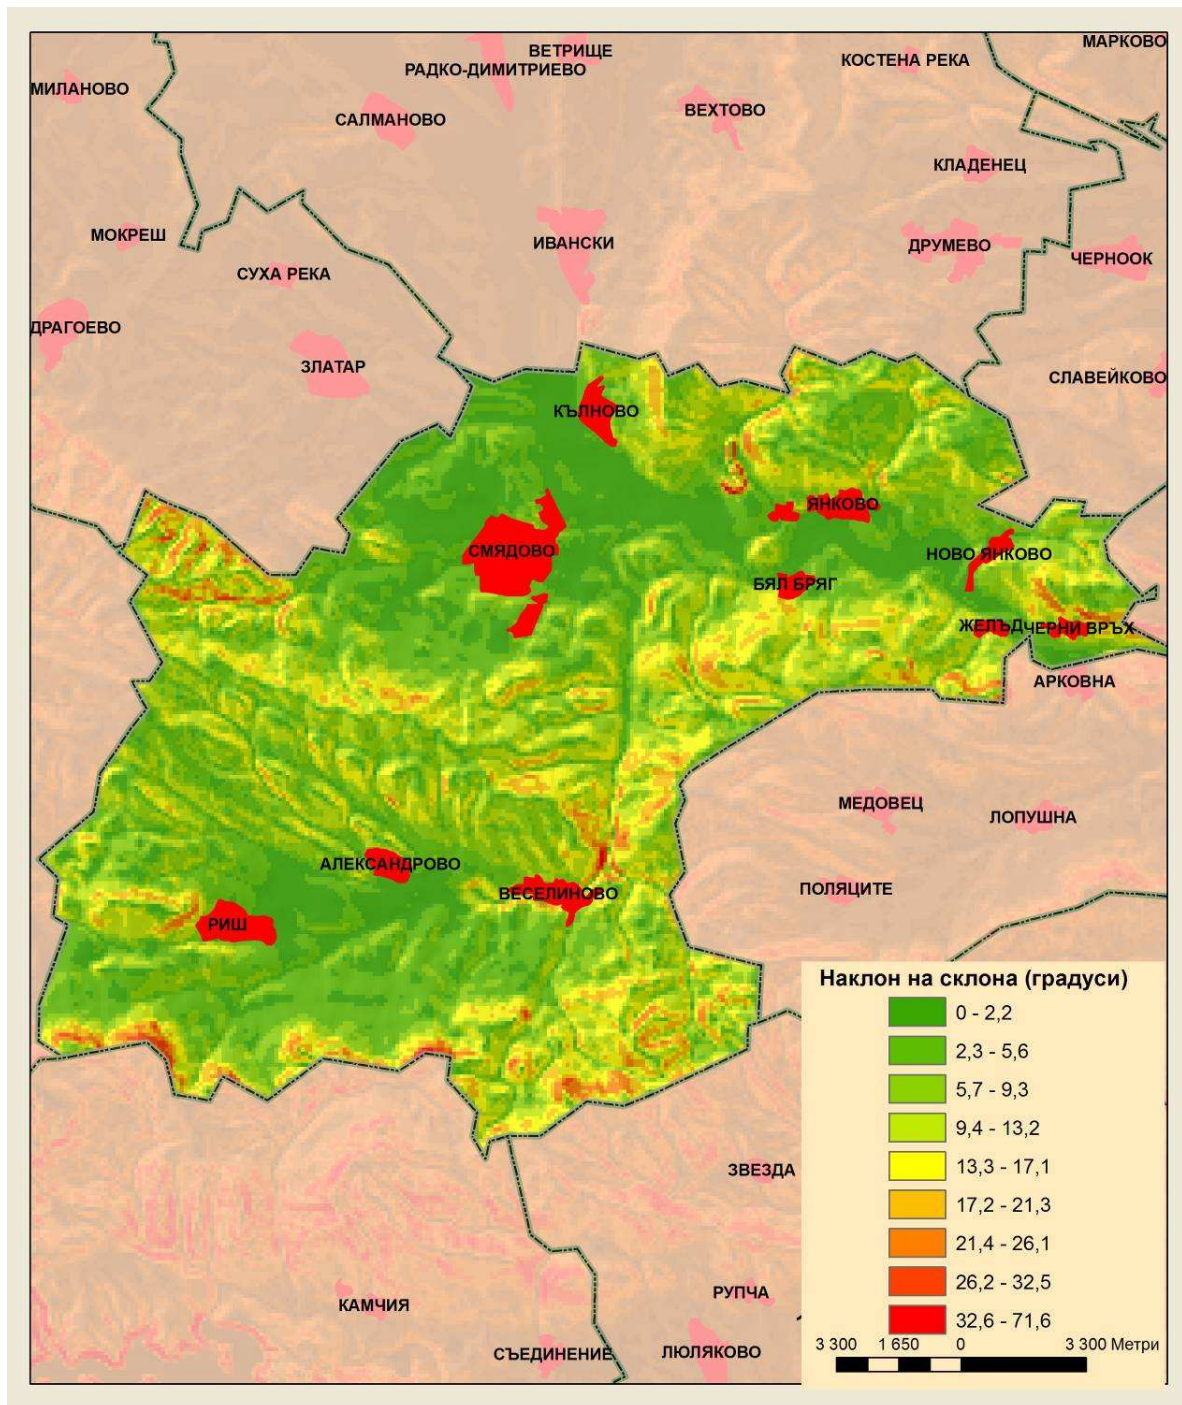 МАРКОВО
ВЕТРИЩЕ
КОСТЕНА РЕКА
РАДКО-ДИМИТРИЕВО
МИЛАНОВО
ВЕХТОВО
САЛМАНОВО
КЛАДЕНЕЦ
МОКРЕШ
ИВАНСКИ
ДРУМЕВО
ЧЕРНООК
СУХА РЕКА
ДРАГОЕВО
ЗЛАТАР
СЛАВЕЙКОВО
КЪЛНОВО
ЯНКОВО
СМЯДОВО
НОВО ЯНКОВО
БЯЛ БРЯГ
ЖЕЛЪД
ЧЕРНИ ВРЪХ
АРКОВНА
МЕДОВЕЦ
ЛОПУШНА
АЛЕКСАНДРОВО
ВЕСЕЛИНОВО
ПОЛЯЦИТЕ
РИШ
Наклон на склона (градуси)
0 - 2,2
2,3 - 5,6
5,7 - 9,3
9,4 - 13,2
13,3 - 17,1
17,2 - 21,3
21,4 - 26,1
26,2 - 32,5
32,6 - 71,6
3 300 1 650 0 3 300 Метри
ЗВЕЗДА
РУПЧА
КАМЧИЯ
СЪЕДИНЕНИЕ
ЛЮЛЯКОВО